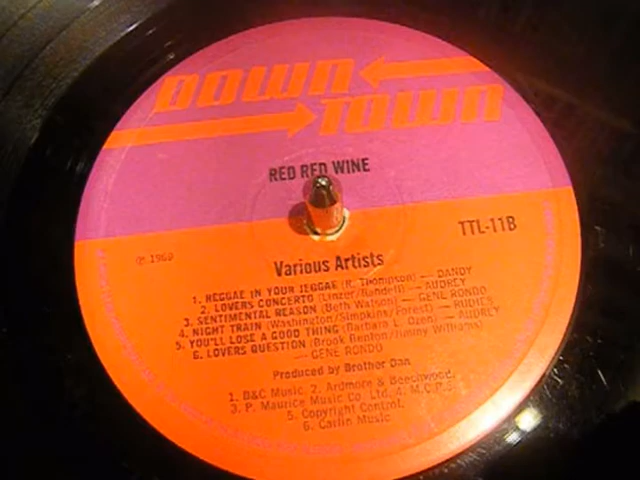 DOWN
TOWN
RED RED WINE
TTL-11B
℗ 1969
Various Artists
1. REGGAE IN YOUR JEGGAE (R. Thompson) — DANDY
2. LOVERS CONCERTO (Linzer/Randell) — AUDREY
3. SENTIMENTAL REASON (Beth Watson) — GENE RONDO
4. NIGHT TRAIN (Washington/Simpkins/Forest) — RUDIES
5. YOU'LL LOSE A GOOD THING (Barbara L. Ozen) — AUDREY
6. LOVERS QUESTION (Brook Benton/Jimmy Williams)
— GENE RONDO
Produced by Brother Dan
1. B&C Music. 2. Ardmore & Beechwood.
3. P. Maurice Music Co. Ltd. 4. M.C.P.S.
5. Copyright Control.
6. Carlin Music